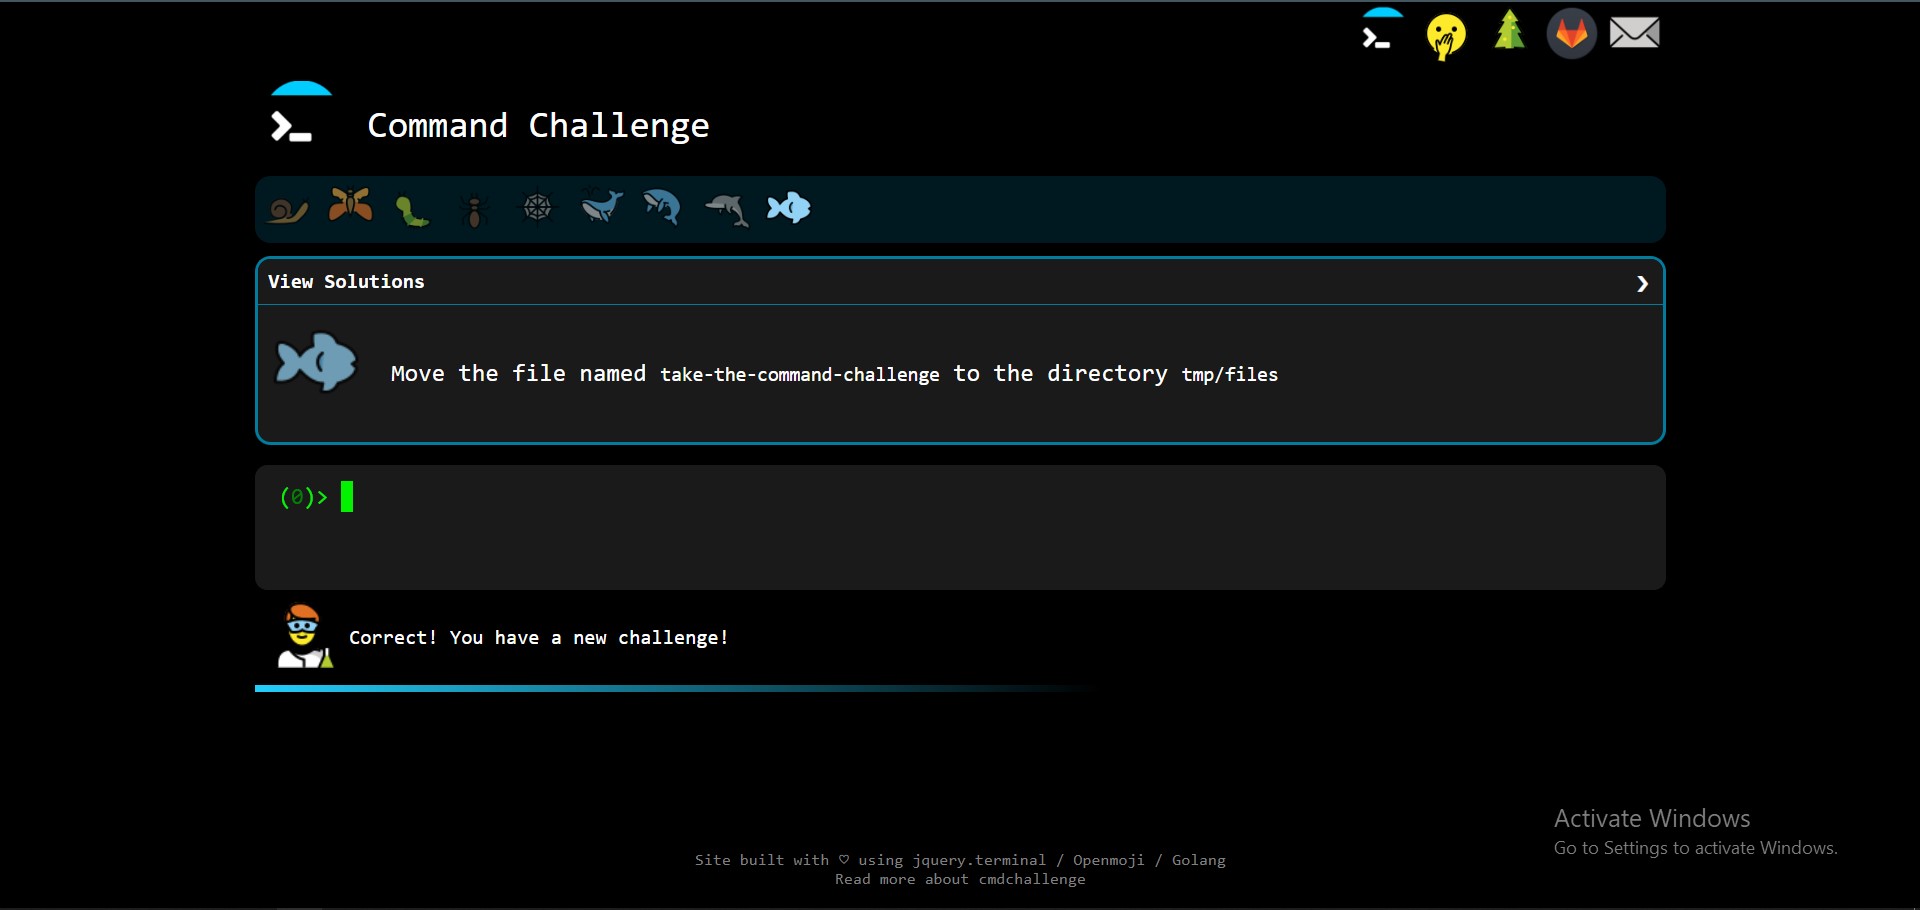 Command Challenge
View Solutions
Move the file named take-the-command-challenge to the directory tmp/files
(0)>
Correct! You have a new challenge!
Activate Windows
Go to Settings to activate Windows.
Site built with ♡ using jquery.terminal / Openmoji / Golang
Read more about cmdchallenge